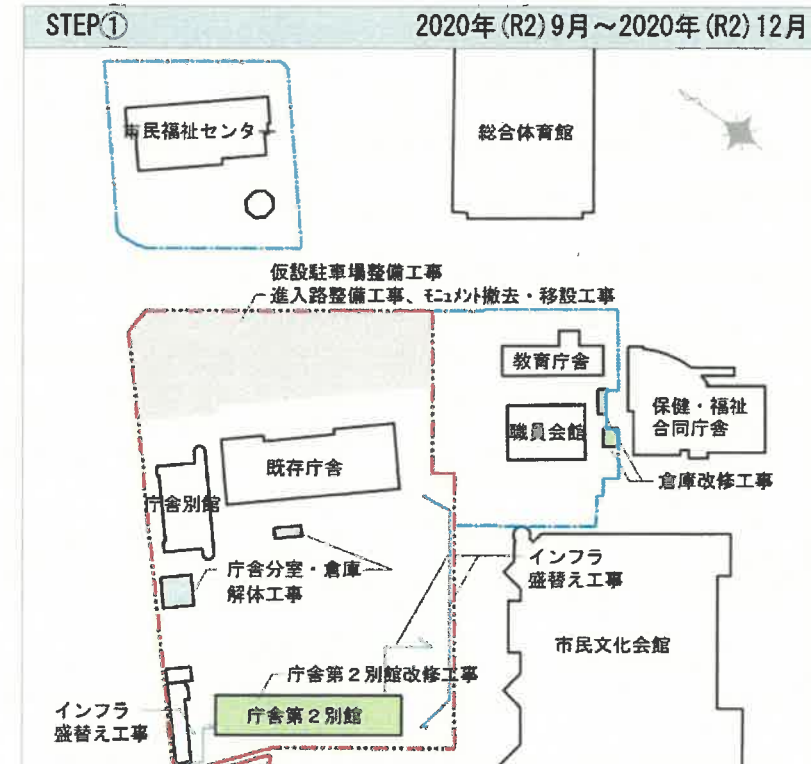 STEP① 2020年(R2)9月～2020年(R2)12月
市民福祉センター
総合体育館
仮設駐車場整備工事
進入路整備工事、モニュメント撤去・移設工事
教育庁舎
保健・福祉
合同庁舎
職員会館
倉庫改修工事
既存庁舎
庁舎別館
庁舎分室・倉庫
解体工事
インフラ
盛替え工事
市民文化会館
庁舎第２別館改修工事
庁舎第２別館
インフラ
盛替え工事